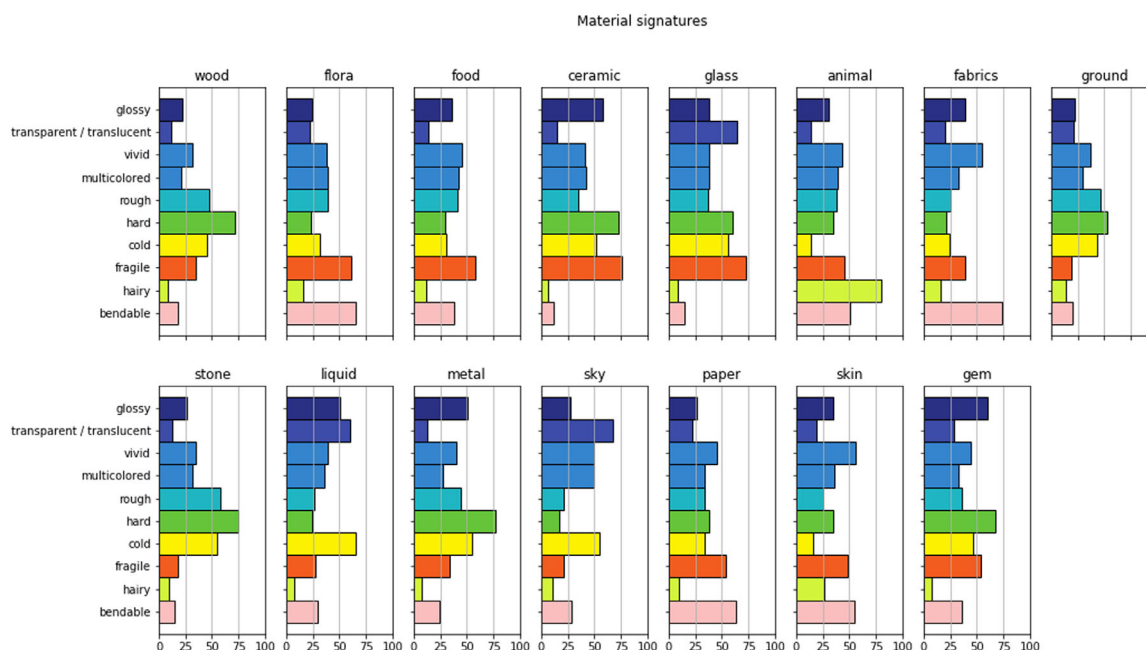 Material signatures
wood flora food ceramic glass animal fabrics ground
glossy
transparent / translucent
vivid
multicolored
rough
hard
cold
fragile
hairy
bendable
stone liquid metal sky paper skin gem
glossy
transparent / translucent
vivid
multicolored
rough
hard
cold
fragile
hairy
bendable
0 25 50 75 100 0 25 50 75 100 0 25 50 75 100 0 25 50 75 100 0 25 50 75 100 0 25 50 75 100 0 25 50 75 100